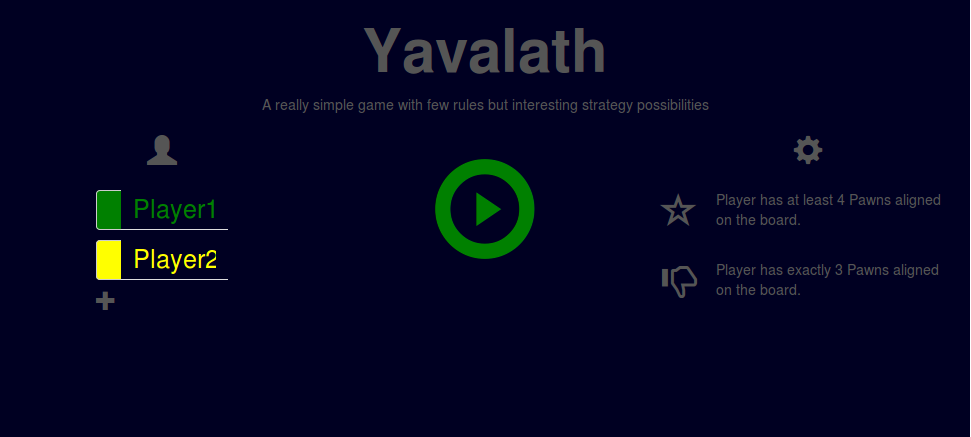 Yavalath
A really simple game with few rules but interesting strategy possibilities
Player1
Player2
Player has at least 4 Pawns aligned
on the board.
Player has exactly 3 Pawns aligned
on the board.